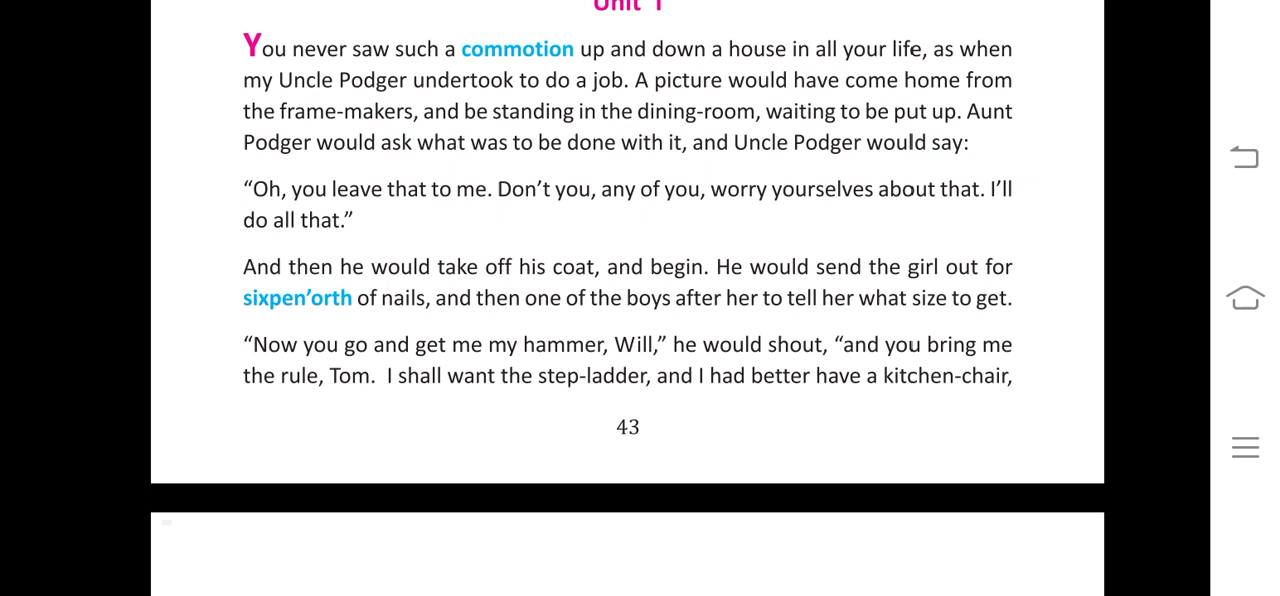 Unit 1
You never saw such a commotion up and down a house in all your life, as when
my Uncle Podger undertook to do a job. A picture would have come home from
the frame-makers, and be standing in the dining-room, waiting to be put up. Aunt
Podger would ask what was to be done with it, and Uncle Podger would say:
“Oh, you leave that to me. Don’t you, any of you, worry yourselves about that. I’ll
do all that.”
And then he would take off his coat, and begin. He would send the girl out for
sixpen’orth of nails, and then one of the boys after her to tell her what size to get.
“Now you go and get me my hammer, Will,” he would shout, “and you bring me
the rule, Tom. I shall want the step-ladder, and I had better have a kitchen-chair,
43